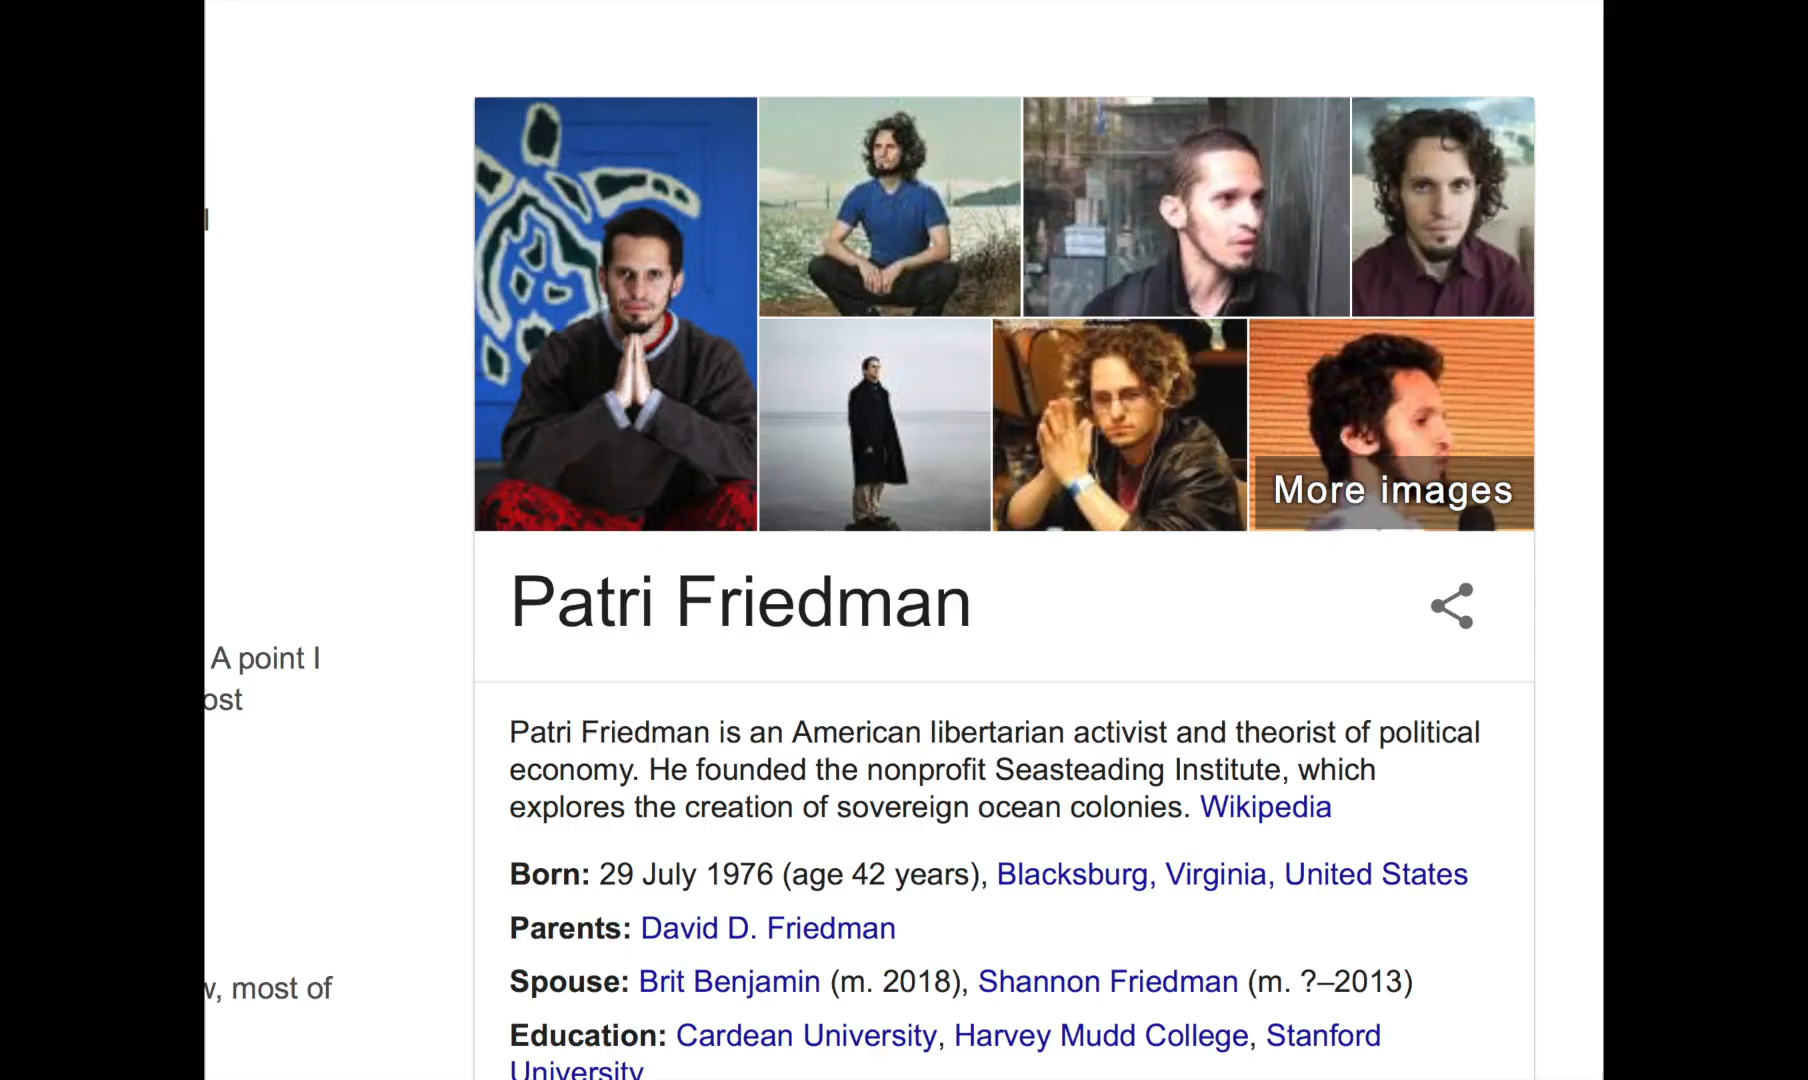 More images
Patri Friedman
A point I
ost
Patri Friedman is an American libertarian activist and theorist of political
economy. He founded the nonprofit Seasteading Institute, which
explores the creation of sovereign ocean colonies. Wikipedia
Born: 29 July 1976 (age 42 years), Blacksburg, Virginia, United States
Parents: David D. Friedman
w, most of
Spouse: Brit Benjamin (m. 2018), Shannon Friedman (m. ?–2013)
Education: Cardean University, Harvey Mudd College, Stanford
University